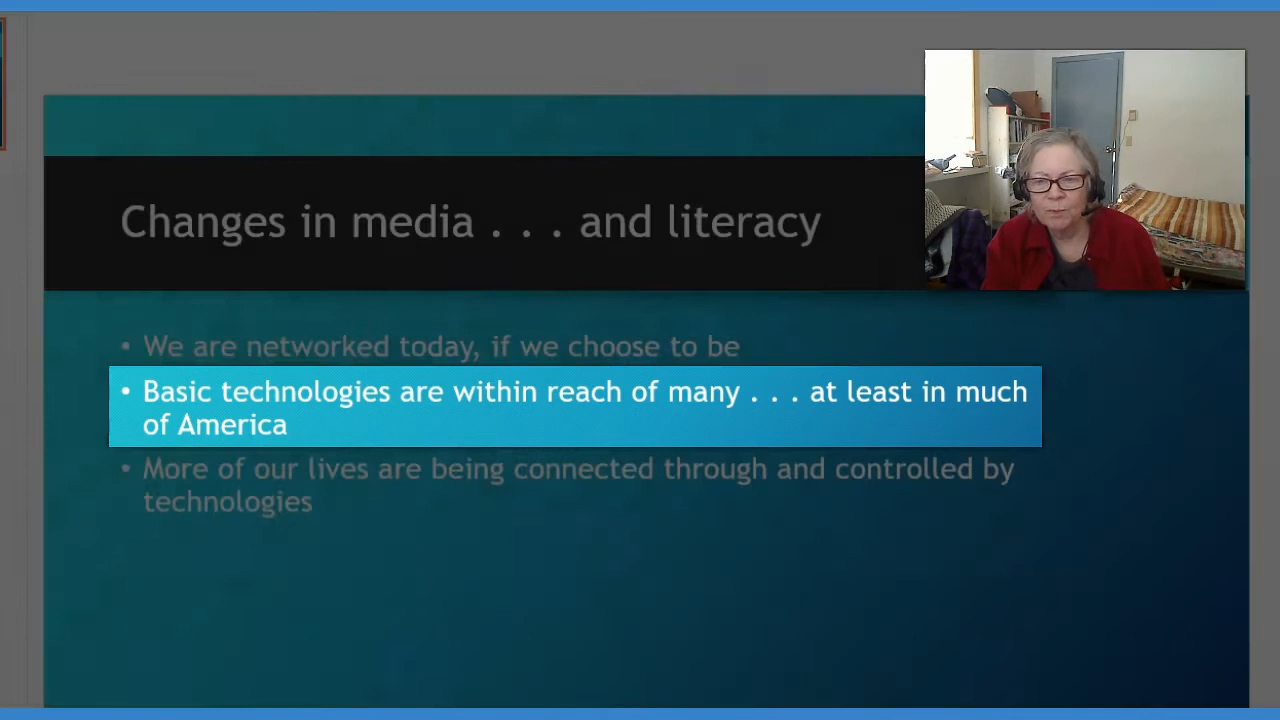 Changes in media . . . and literacy
• We are networked today, if we choose to be
• Basic technologies are within reach of many . . . at least in much
of America
• More of our lives are being connected through and controlled by
technologies